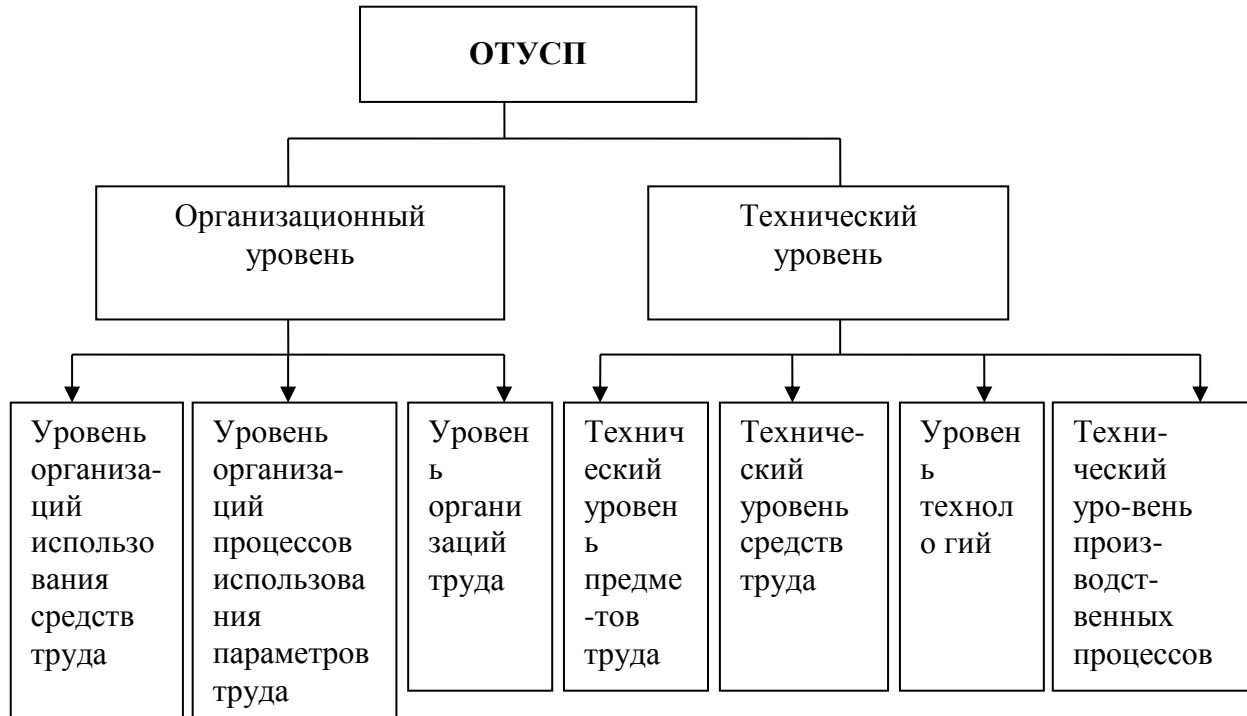 ОТУСП
Организационный
уровень
Технический
уровень
Уровень
организа-
ций
использо
вания
средств
труда
Уровень
организа-
ций
процессов
использова
ния
параметров
труда
Уровен
ь
органи
заций
труда
Технич
еский
уровен
ь
предме
-тов
труда
Техниче-
ский
уровень
средств
труда
Уровен
ь
технол
о гий
Техни-
ческий
уро-вень
произ-
водст-
венных
процессов